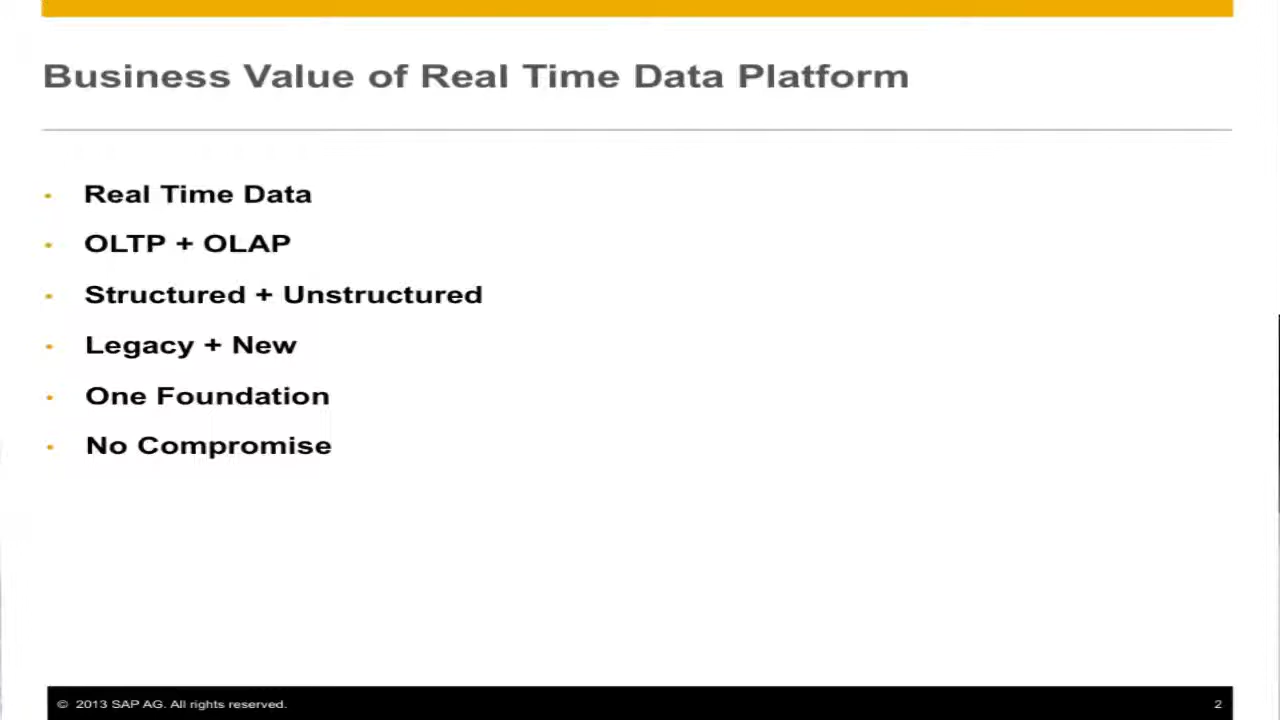 Business Value of Real Time Data Platform
• Real Time Data
• OLTP + OLAP
• Structured + Unstructured
• Legacy + New
• One Foundation
• No Compromise
© 2013 SAP AG. All rights reserved. 2